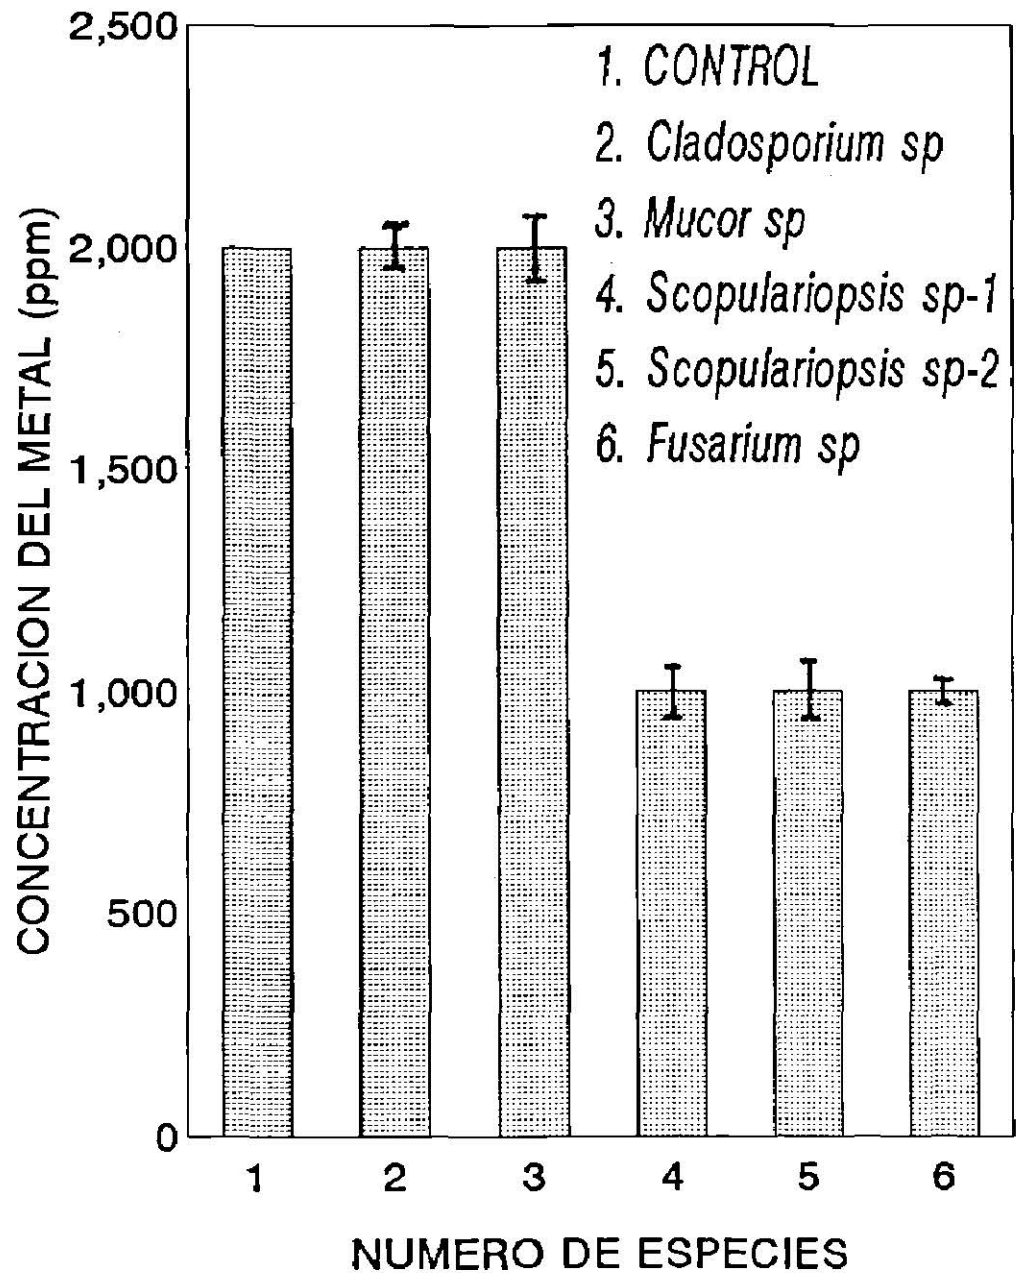 2,500
2,000
1,500
1,000
500
0
CONCENTRACION DEL METAL (ppm)
1. CONTROL
2. Cladosporium sp
3. Mucor sp
4. Scopulariopsis sp-1
5. Scopulariopsis sp-2
6. Fusarium sp
1 2 3 4 5 6
NUMERO DE ESPECIES